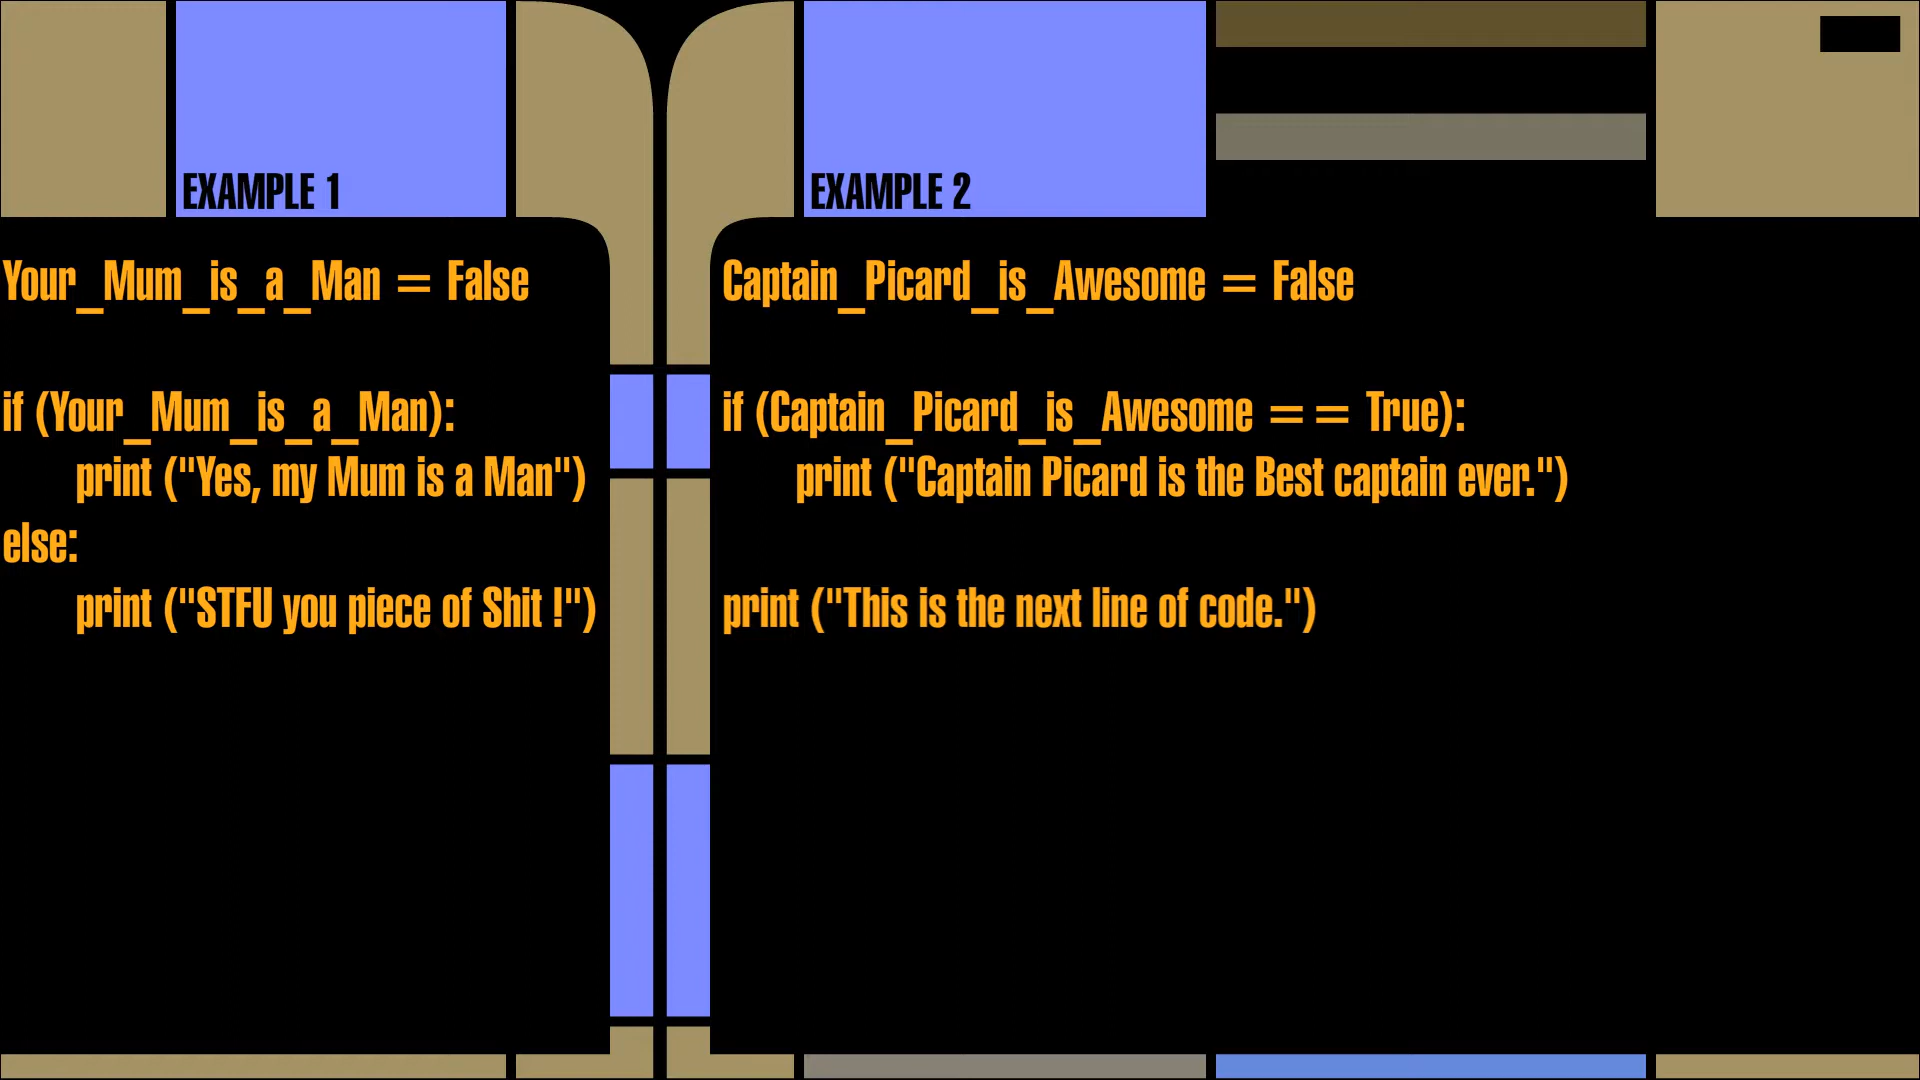 EXAMPLE 1
Your_Mum_is_a_Man = False
if (Your_Mum_is_a_Man):
print ("Yes, my Mum is a Man")
else:
print ("STFU you piece of Shit !")
EXAMPLE 2
Captain_Picard_is_Awesome = False
if (Captain_Picard_is_Awesome == True):
print ("Captain Picard is the Best captain ever.")
print ("This is the next line of code.")